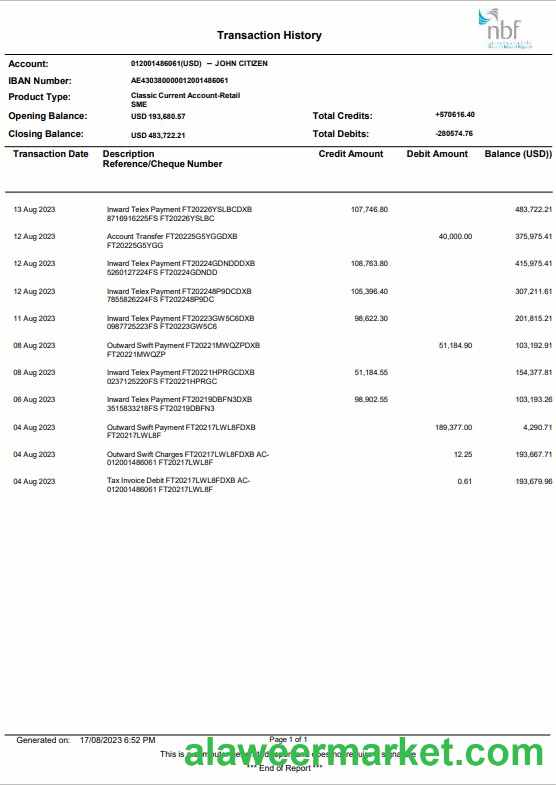 nbf
Transaction History
Account: 012001486061(USD) – JOHN CITIZEN
IBAN Number: AE430380000012001486061
Product Type: Classic Current Account-Retail
SME
Opening Balance: USD 193,680.57 Total Credits: +570616.40
Closing Balance: USD 483,722.21 Total Debits: -280574.76
Transaction Date Description Credit Amount Debit Amount Balance (USD))
Reference/Cheque Number
13 Aug 2023 Inward Telex Payment FT20226YSLBCDXB 107,746.80 483,722.21
8716916225FS FT20226YSLBC
12 Aug 2023 Account Transfer FT20225G5YGGDXB 40,000.00 375,975.41
FT20225G5YGG
12 Aug 2023 Inward Telex Payment FT20224GDNDDDXB 108,763.80 415,975.41
5260127224FS FT20224GDNDD
12 Aug 2023 Inward Telex Payment FT202248P9DCDXB 105,396.40 307,211.61
7855826224FS FT202248P9DC
11 Aug 2023 Inward Telex Payment FT20223GW5C6DXB 98,622.30 201,815.21
0987725223FS FT20223GW5C6
08 Aug 2023 Outward Swift Payment FT20221MWQZPDXB 51,184.90 103,192.91
FT20221MWQZP
08 Aug 2023 Inward Telex Payment FT20221HPRGCDXB 51,184.55 154,377.81
0237125220FS FT20221HPRGC
06 Aug 2023 Inward Telex Payment FT20219DBFN3DXB 98,902.55 103,193.26
3515833218FS FT20219DBFN3
04 Aug 2023 Outward Swift Payment FT20217LWL8FDXB 189,377.00 4,290.71
FT20217LWL8F
04 Aug 2023 Outward Swift Charges FT20217LWL8FDXB AC- 12.25 193,667.71
012001486061 FT20217LWL8F
04 Aug 2023 Tax Invoice Debit FT20217LWL8FDXB AC- 0.61 193,679.96
012001486061 FT20217LWL8F
Generated on: 17/08/2023 6:52 PM Page 1 of 1
This is a
alaweermarket.com
*** End of Report ***